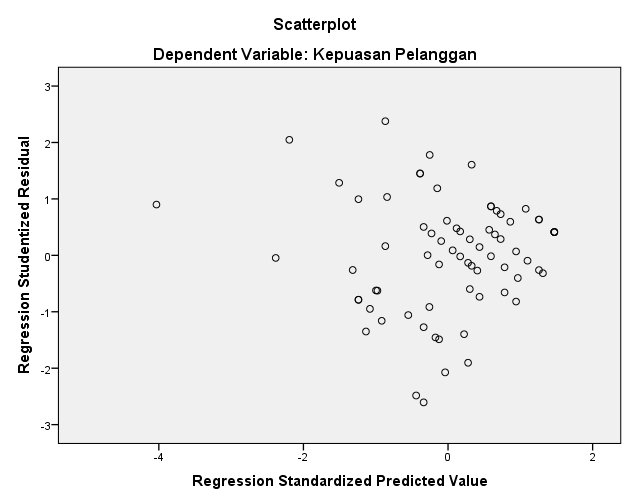 Scatterplot
Dependent Variable: Kepuasan Pelanggan
Regression Studentized Residual
3
2
1
0
-1
-2
-3
-4
-2
0
2
Regression Standardized Predicted Value